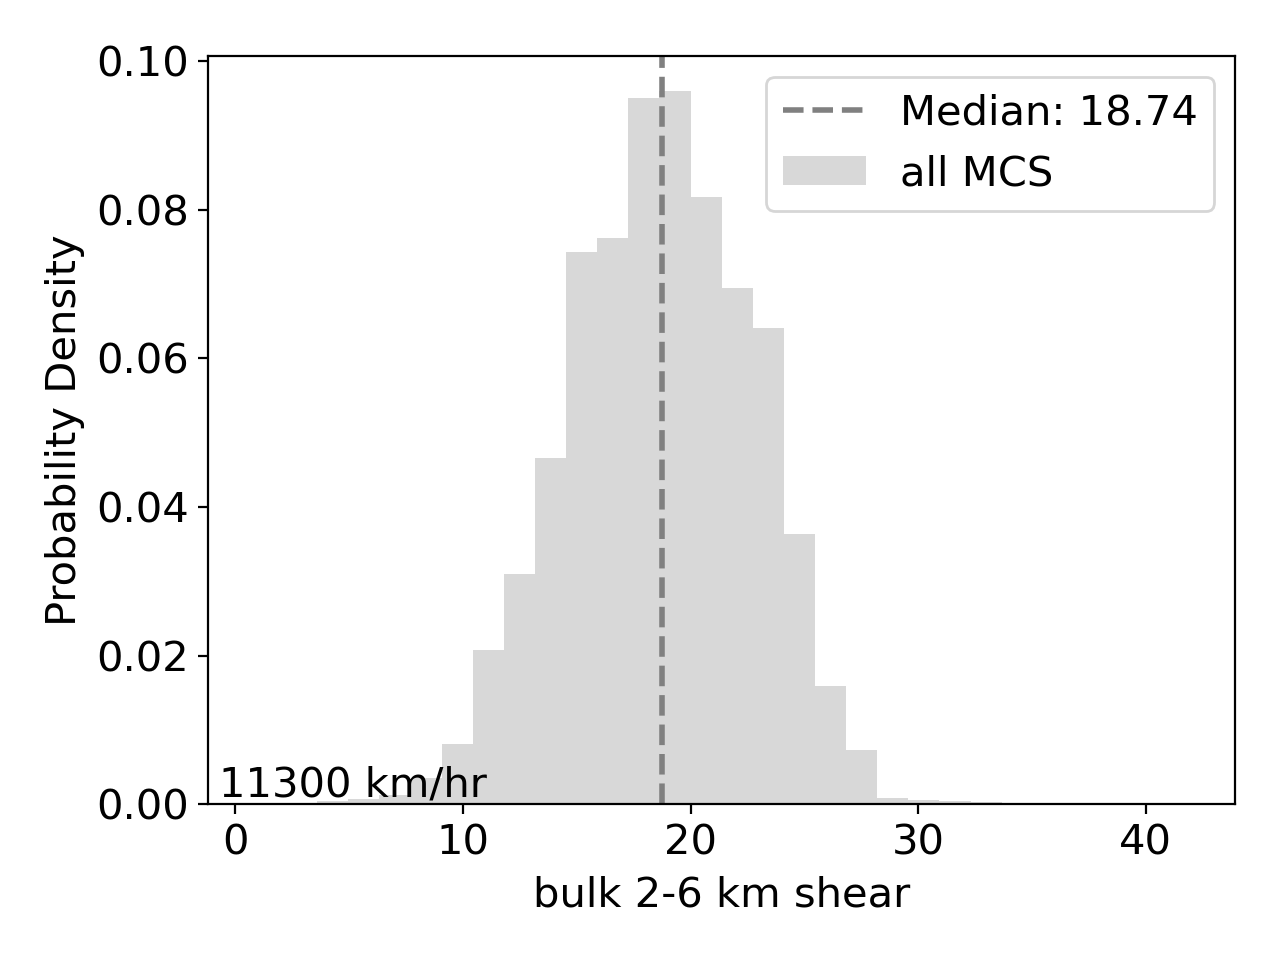 0.10
0.08
0.06
0.04
0.02
0.00
Probability Density
Median: 18.74
all MCS
11300 km/hr
0 10 20 30 40
bulk 2-6 km shear